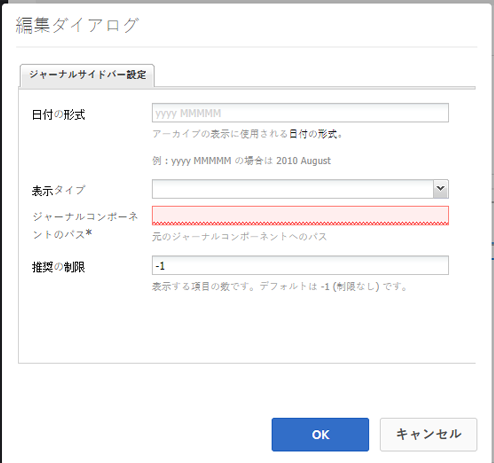 編集ダイアログ
ジャーナルサイドバー設定
日付の形式
yyyy MMMMM
アーカイブの表示に使用される日付の形式。
例：yyyy MMMMM の場合は 2010 August
表示タイプ
ジャーナルコンポーネ
ントのパス*
元のジャーナルコンポーネントへのパス
推奨の制限
-1
表示する項目の数です。デフォルトは -1 (制限なし) です。
OK
キャンセル